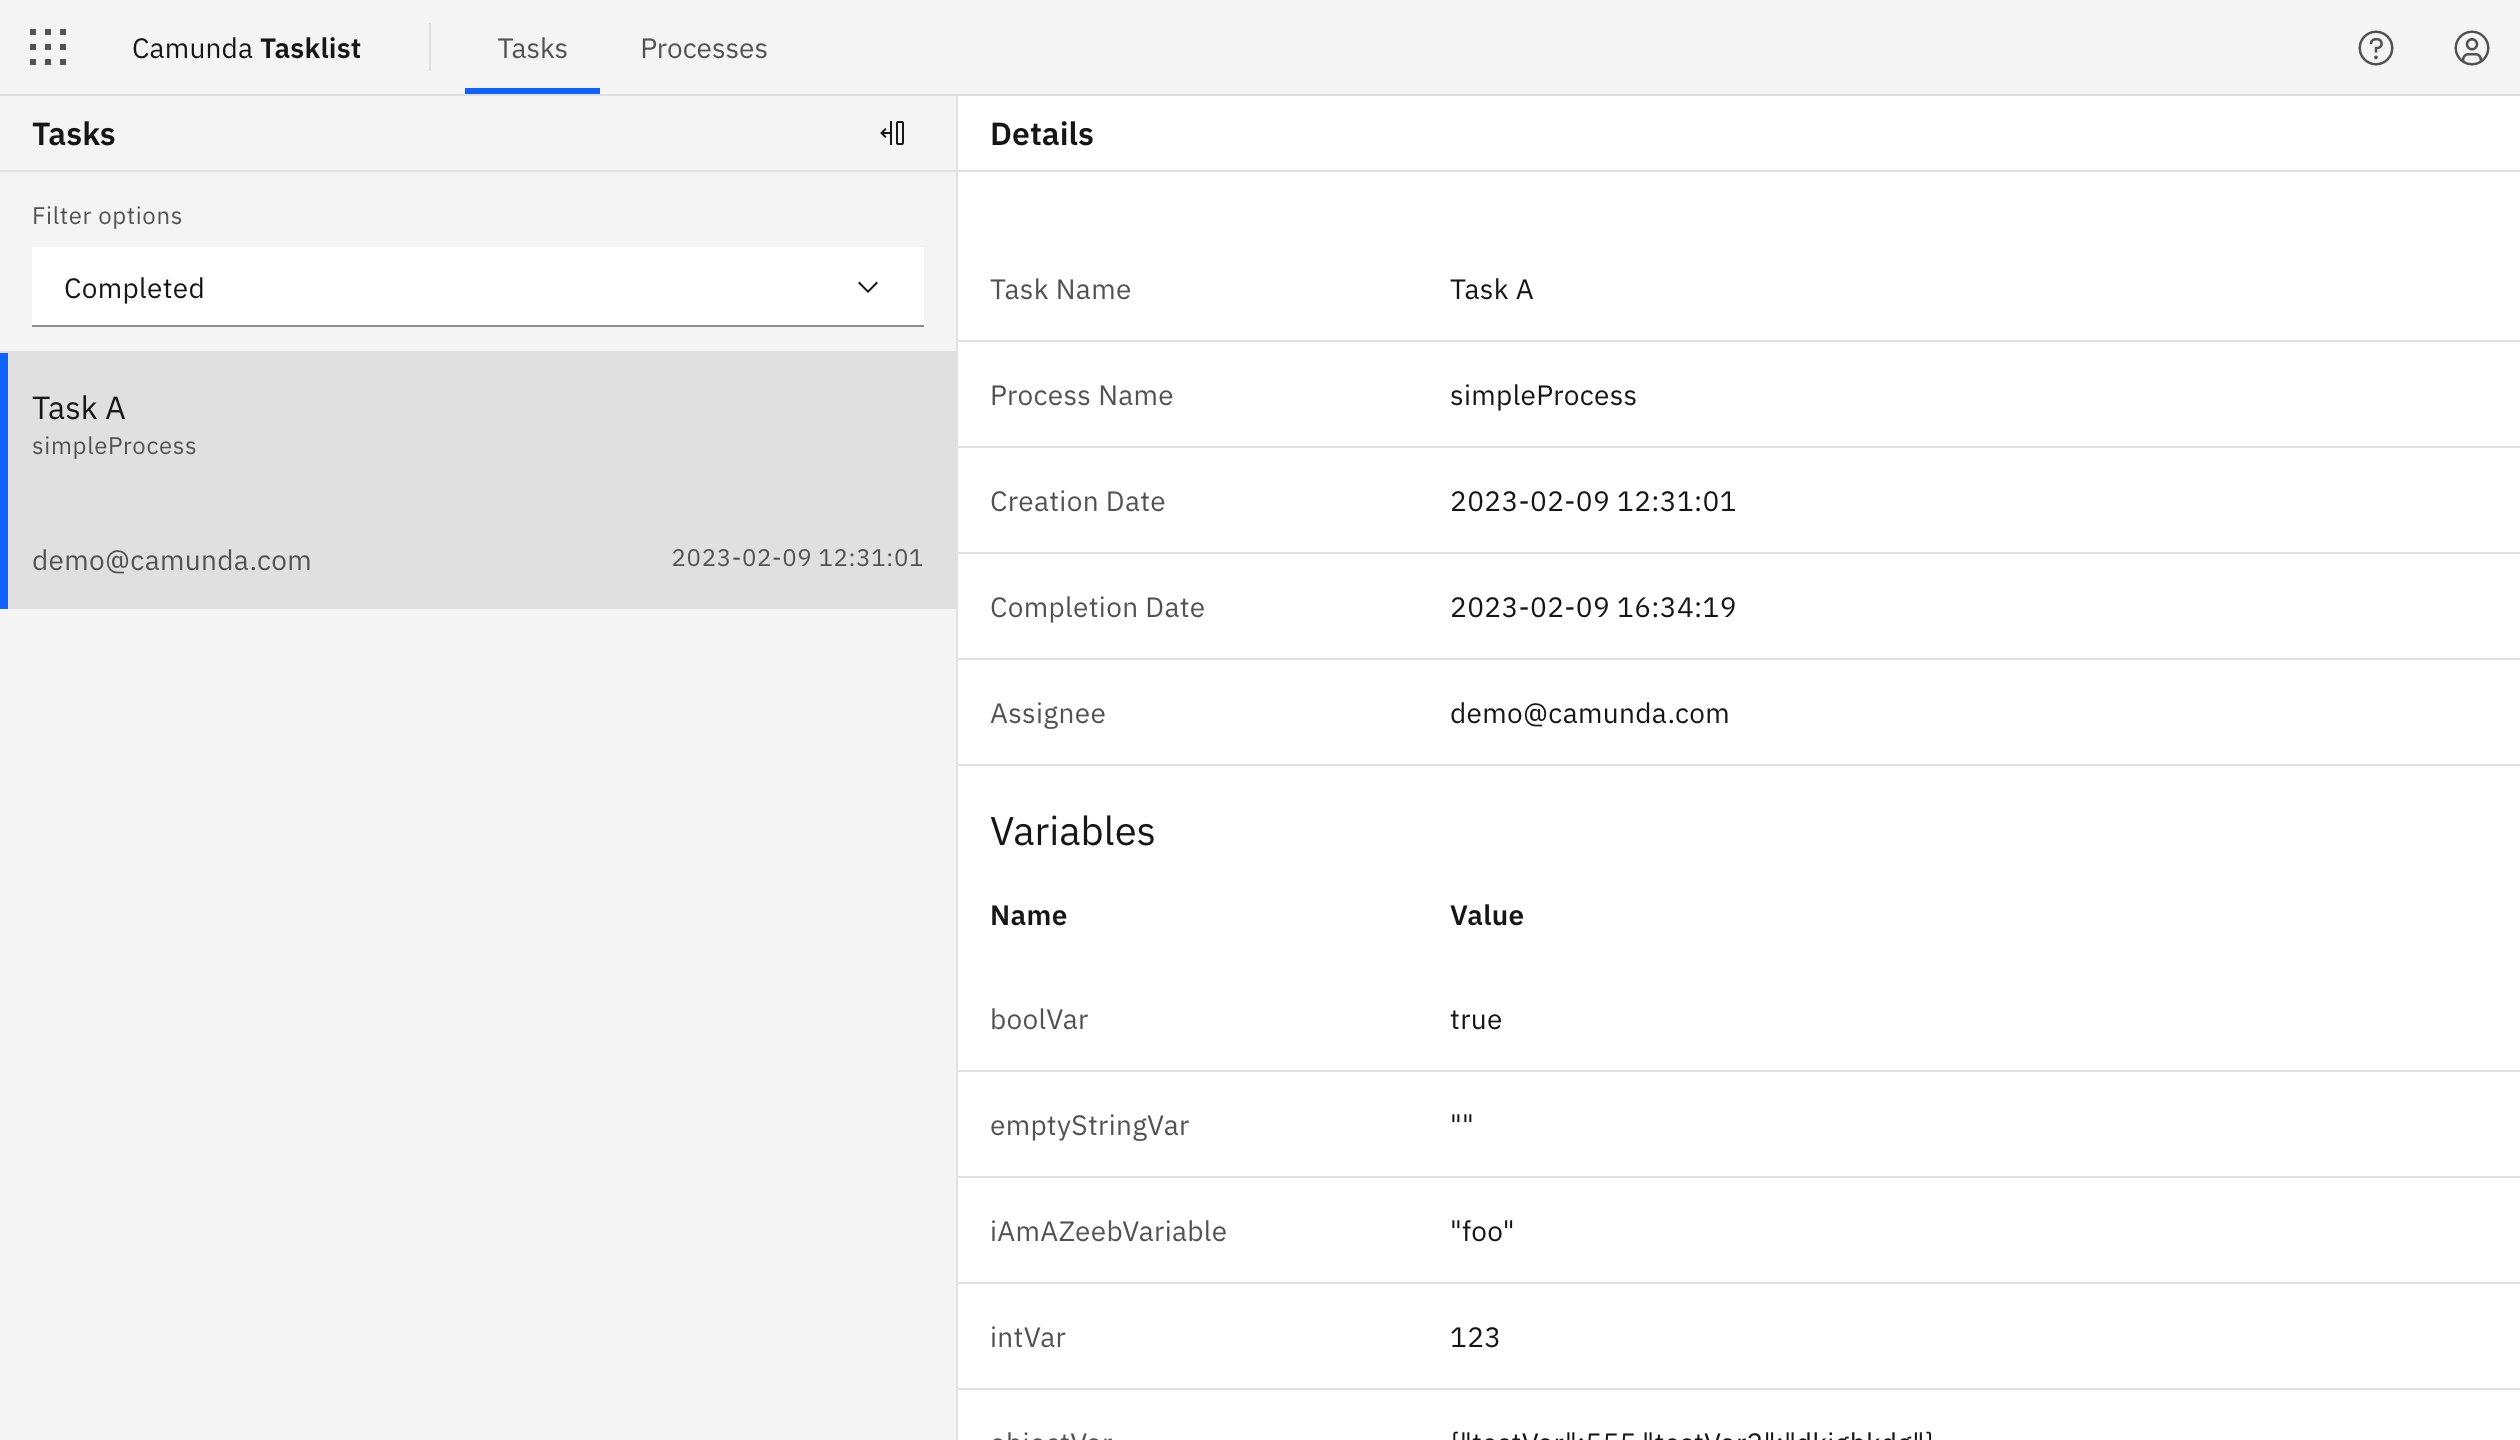 Camunda Tasklist
Tasks
Processes
Tasks
Filter options
Completed
Task A
simpleProcess
demo@camunda.com
2023-02-09 12:31:01
Details
Task Name
Task A
Process Name
simpleProcess
Creation Date
2023-02-09 12:31:01
Completion Date
2023-02-09 16:34:19
Assignee
demo@camunda.com
Variables
Name
Value
boolVar
true
emptyStringVar
""
iAmAZeebVariable
"foo"
intVar
123
objectVar